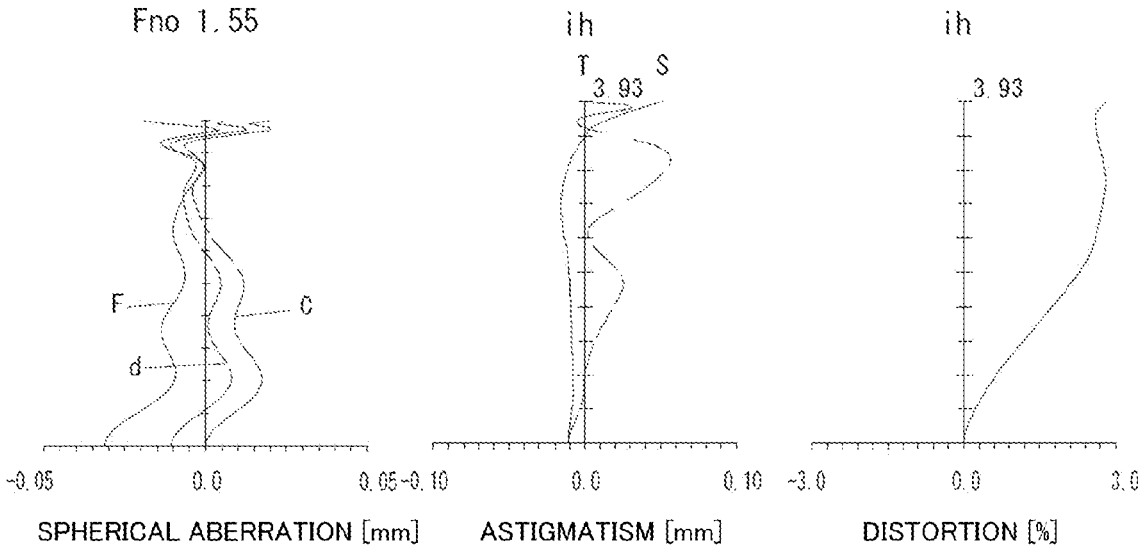 Fno 1.55
ih
ih
T
S
3.93
3.93
F
C
d
-0.05
0.0
0.05
-0.10
0.0
0.10
-3.0
0.0
3.0
SPHERICAL ABERRATION [mm]
ASTIGMATISM [mm]
DISTORTION [%]